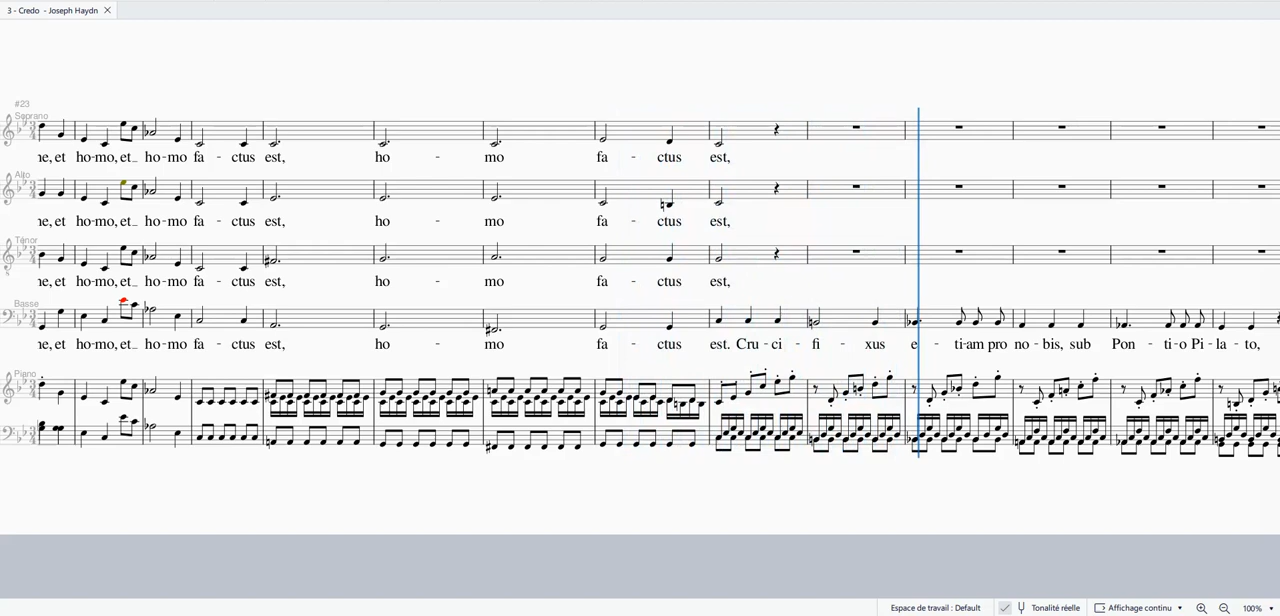 3 - Credo - Joseph Haydn
#23
Soprano
ne, et ho-mo, et_ ho-mo fa - ctus est, ho - mo fa - ctus est,
Alto
ne, et ho-mo, et_ ho-mo fa - ctus est, ho - mo fa - ctus est,
Ténor
ne, et ho-mo, et_ ho-mo fa - ctus est, ho - mo fa - ctus est,
Basse
ne, et ho-mo, et_ ho-mo fa - ctus est, ho - mo fa - ctus est. Cru - ci - fi - xus e - ti-am pro no - bis, sub Pon - ti-o Pi - la - to,
Piano
Espace de travail : Default Tonalité réelle Affichage continu 100%